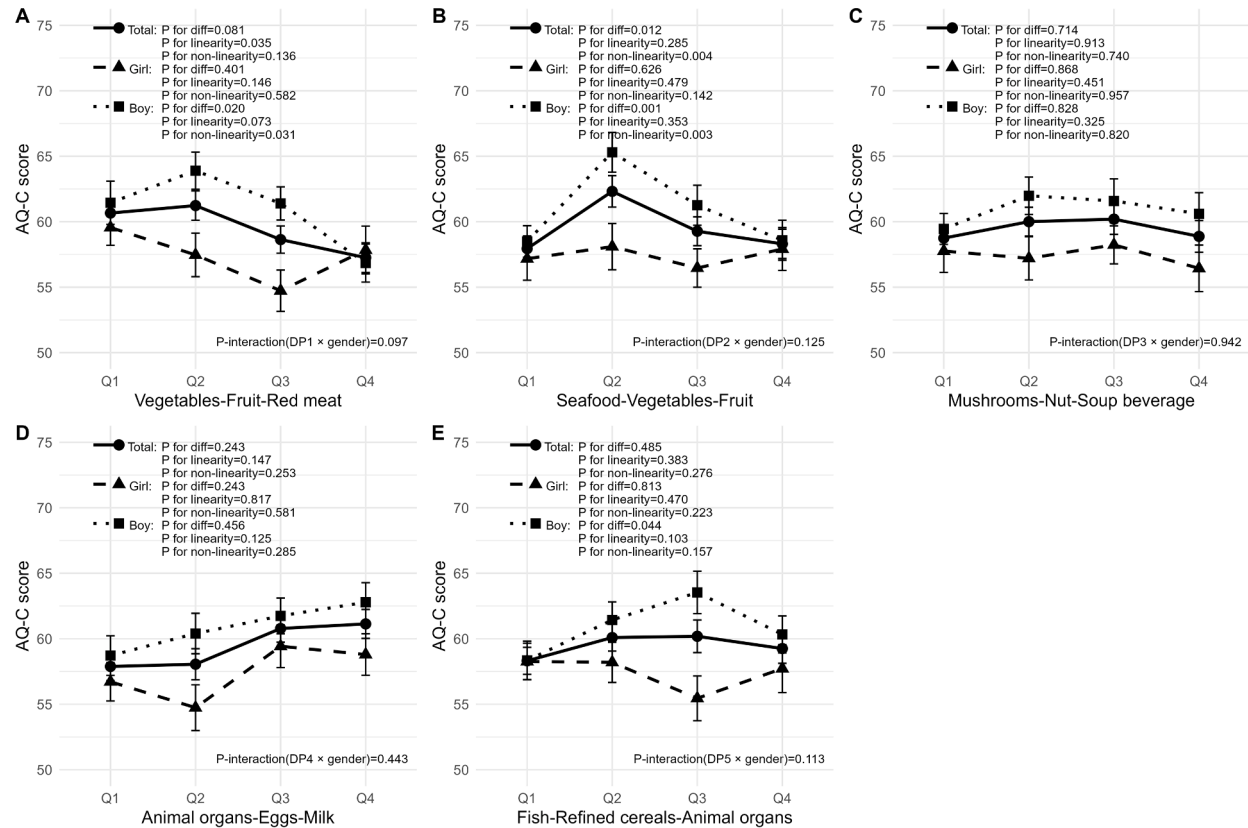 A
75
70
65
60
55
50
AQ-C score
Total: P for diff=0.081
P for linearity=0.035
P for non-linearity=0.136
Girl: P for diff=0.401
P for linearity=0.146
P for non-linearity=0.582
Boy: P for diff=0.020
P for linearity=0.073
P for non-linearity=0.031
P-interaction(DP1 × gender)=0.097
Q1 Q2 Q3 Q4
Vegetables-Fruit-Red meat
B
75
70
65
60
55
50
AQ-C score
Total: P for diff=0.012
P for linearity=0.285
P for non-linearity=0.004
Girl: P for diff=0.626
P for linearity=0.479
P for non-linearity=0.142
Boy: P for diff=0.001
P for linearity=0.353
P for non-linearity=0.003
P-interaction(DP2 × gender)=0.125
Q1 Q2 Q3 Q4
Seafood-Vegetables-Fruit
C
75
70
65
60
55
50
AQ-C score
Total: P for diff=0.714
P for linearity=0.913
P for non-linearity=0.740
Girl: P for diff=0.868
P for linearity=0.451
P for non-linearity=0.957
Boy: P for diff=0.828
P for linearity=0.325
P for non-linearity=0.820
P-interaction(DP3 × gender)=0.942
Q1 Q2 Q3 Q4
Mushrooms-Nut-Soup beverage
D
75
70
65
60
55
50
AQ-C score
Total: P for diff=0.243
P for linearity=0.147
P for non-linearity=0.253
Girl: P for diff=0.243
P for linearity=0.817
P for non-linearity=0.581
Boy: P for diff=0.456
P for linearity=0.125
P for non-linearity=0.285
P-interaction(DP4 × gender)=0.443
Q1 Q2 Q3 Q4
Animal organs-Eggs-Milk
E
75
70
65
60
55
50
AQ-C score
Total: P for diff=0.485
P for linearity=0.383
P for non-linearity=0.276
Girl: P for diff=0.813
P for linearity=0.470
P for non-linearity=0.223
Boy: P for diff=0.044
P for linearity=0.103
P for non-linearity=0.157
P-interaction(DP5 × gender)=0.113
Q1 Q2 Q3 Q4
Fish-Refined cereals-Animal organs